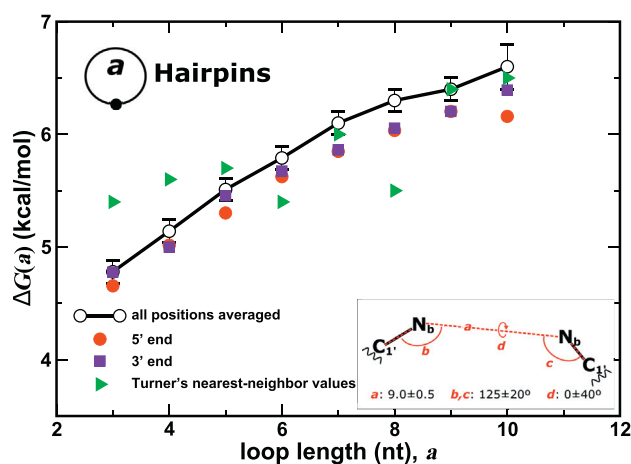 a
Hairpins
ΔG(a) (kcal/mol)
7
6
5
4
all positions averaged
5' end
3' end
Turner's nearest-neighbor values
C1' Nb a Nb C1'
b d c
a: 9.0±0.5 b,c: 125±20º d: 0±40º
2 4 6 8 10 12
loop length (nt), a